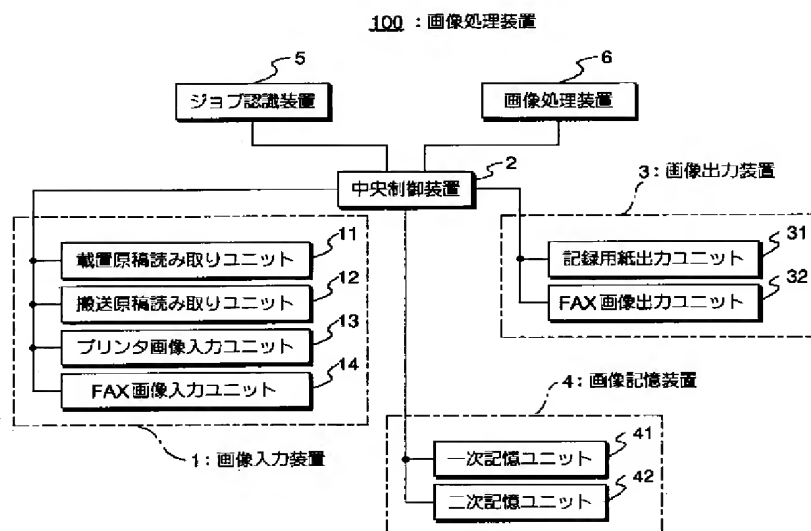 100 : 画像処理装置
5
6
ジョブ認識装置
画像処理装置
2
中央制御装置
3: 画像出力装置
11
載置原稿読み取りユニット
12
搬送原稿読み取りユニット
13
プリンタ画像入力ユニット
14
FAX画像入力ユニット
31
記録用紙出力ユニット
32
FAX画像出力ユニット
1: 画像入力装置
4: 画像記憶装置
41
一次記憶ユニット
42
二次記憶ユニット